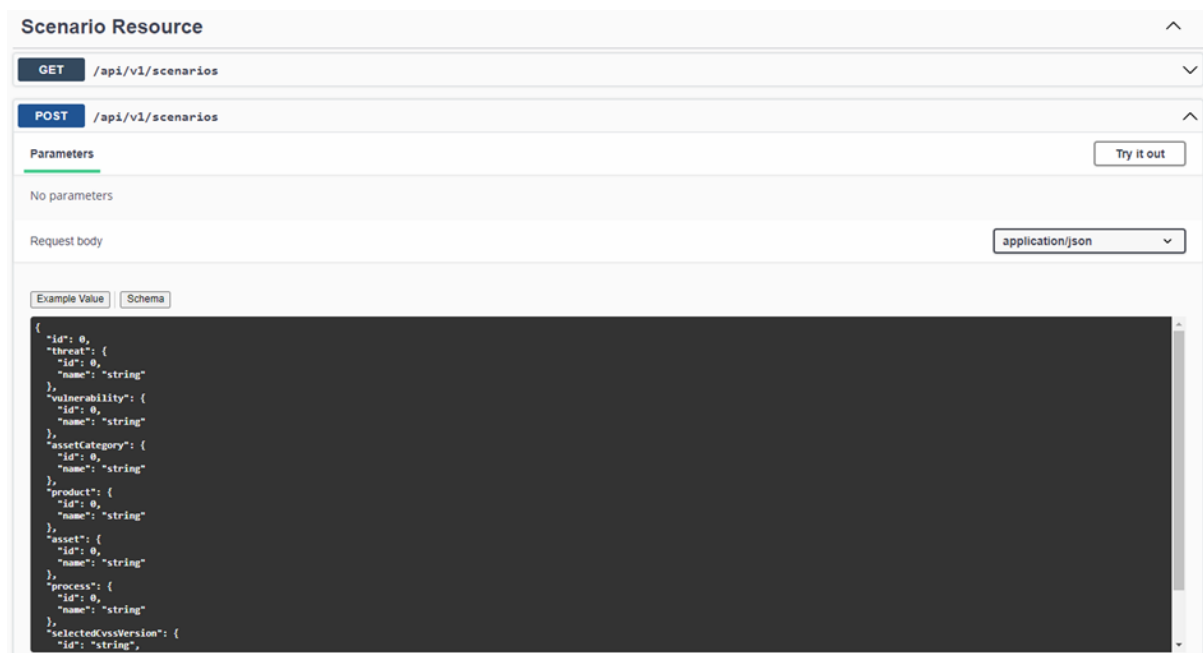 Scenario Resource
GET /api/v1/scenarios
POST /api/v1/scenarios
Parameters
Try it out
No parameters
Request body
application/json
Example Value
Schema
{
  "id": 0,
  "threat": {
    "id": 0,
    "name": "string"
  },
  "vulnerability": {
    "id": 0,
    "name": "string"
  },
  "assetCategory": {
    "id": 0,
    "name": "string"
  },
  "product": {
    "id": 0,
    "name": "string"
  },
  "asset": {
    "id": 0,
    "name": "string"
  },
  "process": {
    "id": 0,
    "name": "string"
  },
  "selectedCvssVersion": {
    "id": "string",